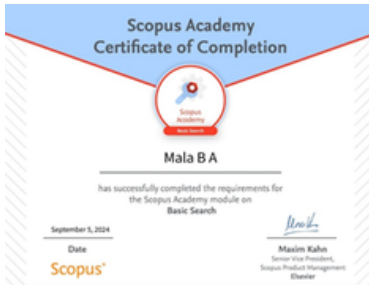 Scopus Academy
Certificate of Completion
Scopus
Academy
Basic Search
Mala B A
has successfully completed the requirements for
the Scopus Academy module on
Basic Search
September 5, 2024
Date
Scopus®
Maxim Kahn
Senior Vice President,
Scopus Product Management
Elsevier